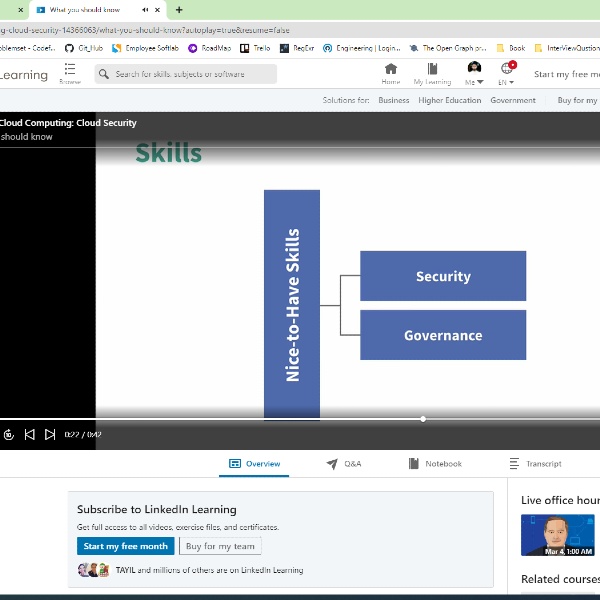 What you should know
g-cloud-security-14366063/what-you-should-know?autoplay=true&resume=false
oblemset - Codef... Git_Hub Employee Softlab RoadMap Trello RegExr Engineering | Login... The Open Graph pr... Book InterViewQustion
Learning
Browse
Search for skills, subjects or software
Home
My Learning
Me
EN
Start my free m
Solutions for: Business Higher Education Government Buy for my
Cloud Computing: Cloud Security
should know
Skills
Nice-to-Have Skills
Security
Governance
10
0:22 / 0:42
Overview Q&A Notebook Transcript
Subscribe to LinkedIn Learning
Get full access to all videos, exercise files, and certificates.
Start my free month Buy for my team
TAYIL and millions of others are on LinkedIn Learning
Live office hour
Mar 4, 1:00 AM
Related courses